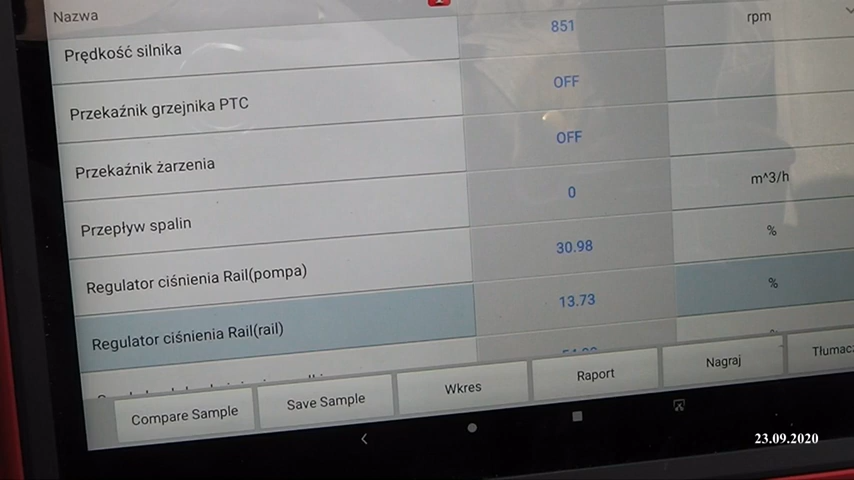 Nazwa
Prędkość silnika 851 rpm
Przekaźnik grzejnika PTC OFF
Przekaźnik żarzenia OFF
Przepływ spalin 0 m^3/h
Regulator ciśnienia Rail(pompa) 30.98 %
Regulator ciśnienia Rail(rail) 13.73 %
Compare Sample Save Sample Wkres Raport Nagraj Tłumac
23.09.2020